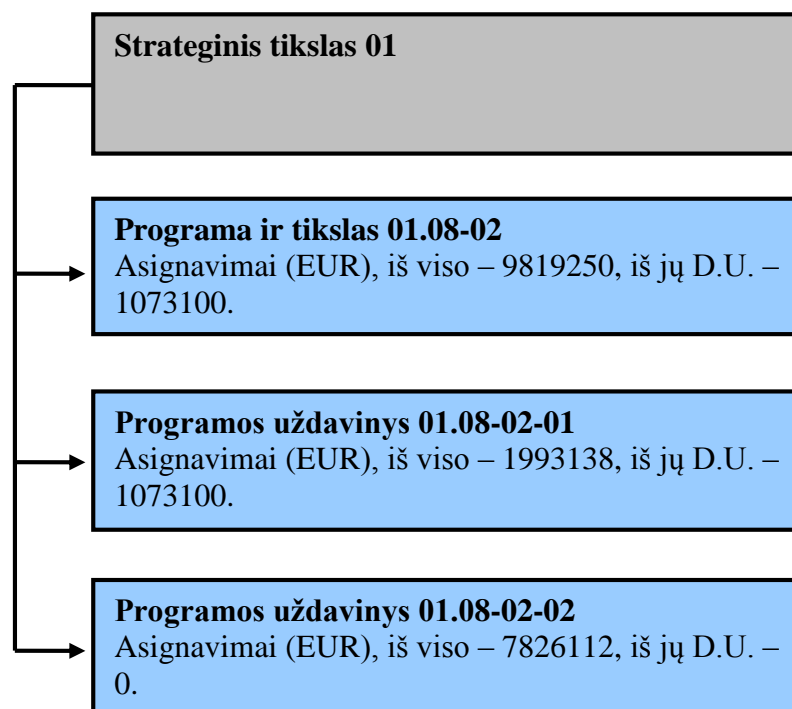 Strateginis tikslas 01
Programa ir tikslas 01.08-02
Asignavimai (EUR), iš viso – 9819250, iš jų D.U. –
1073100.
Programos uždavinys 01.08-02-01
Asignavimai (EUR), iš viso – 1993138, iš jų D.U. –
1073100.
Programos uždavinys 01.08-02-02
Asignavimai (EUR), iš viso – 7826112, iš jų D.U. –
0.